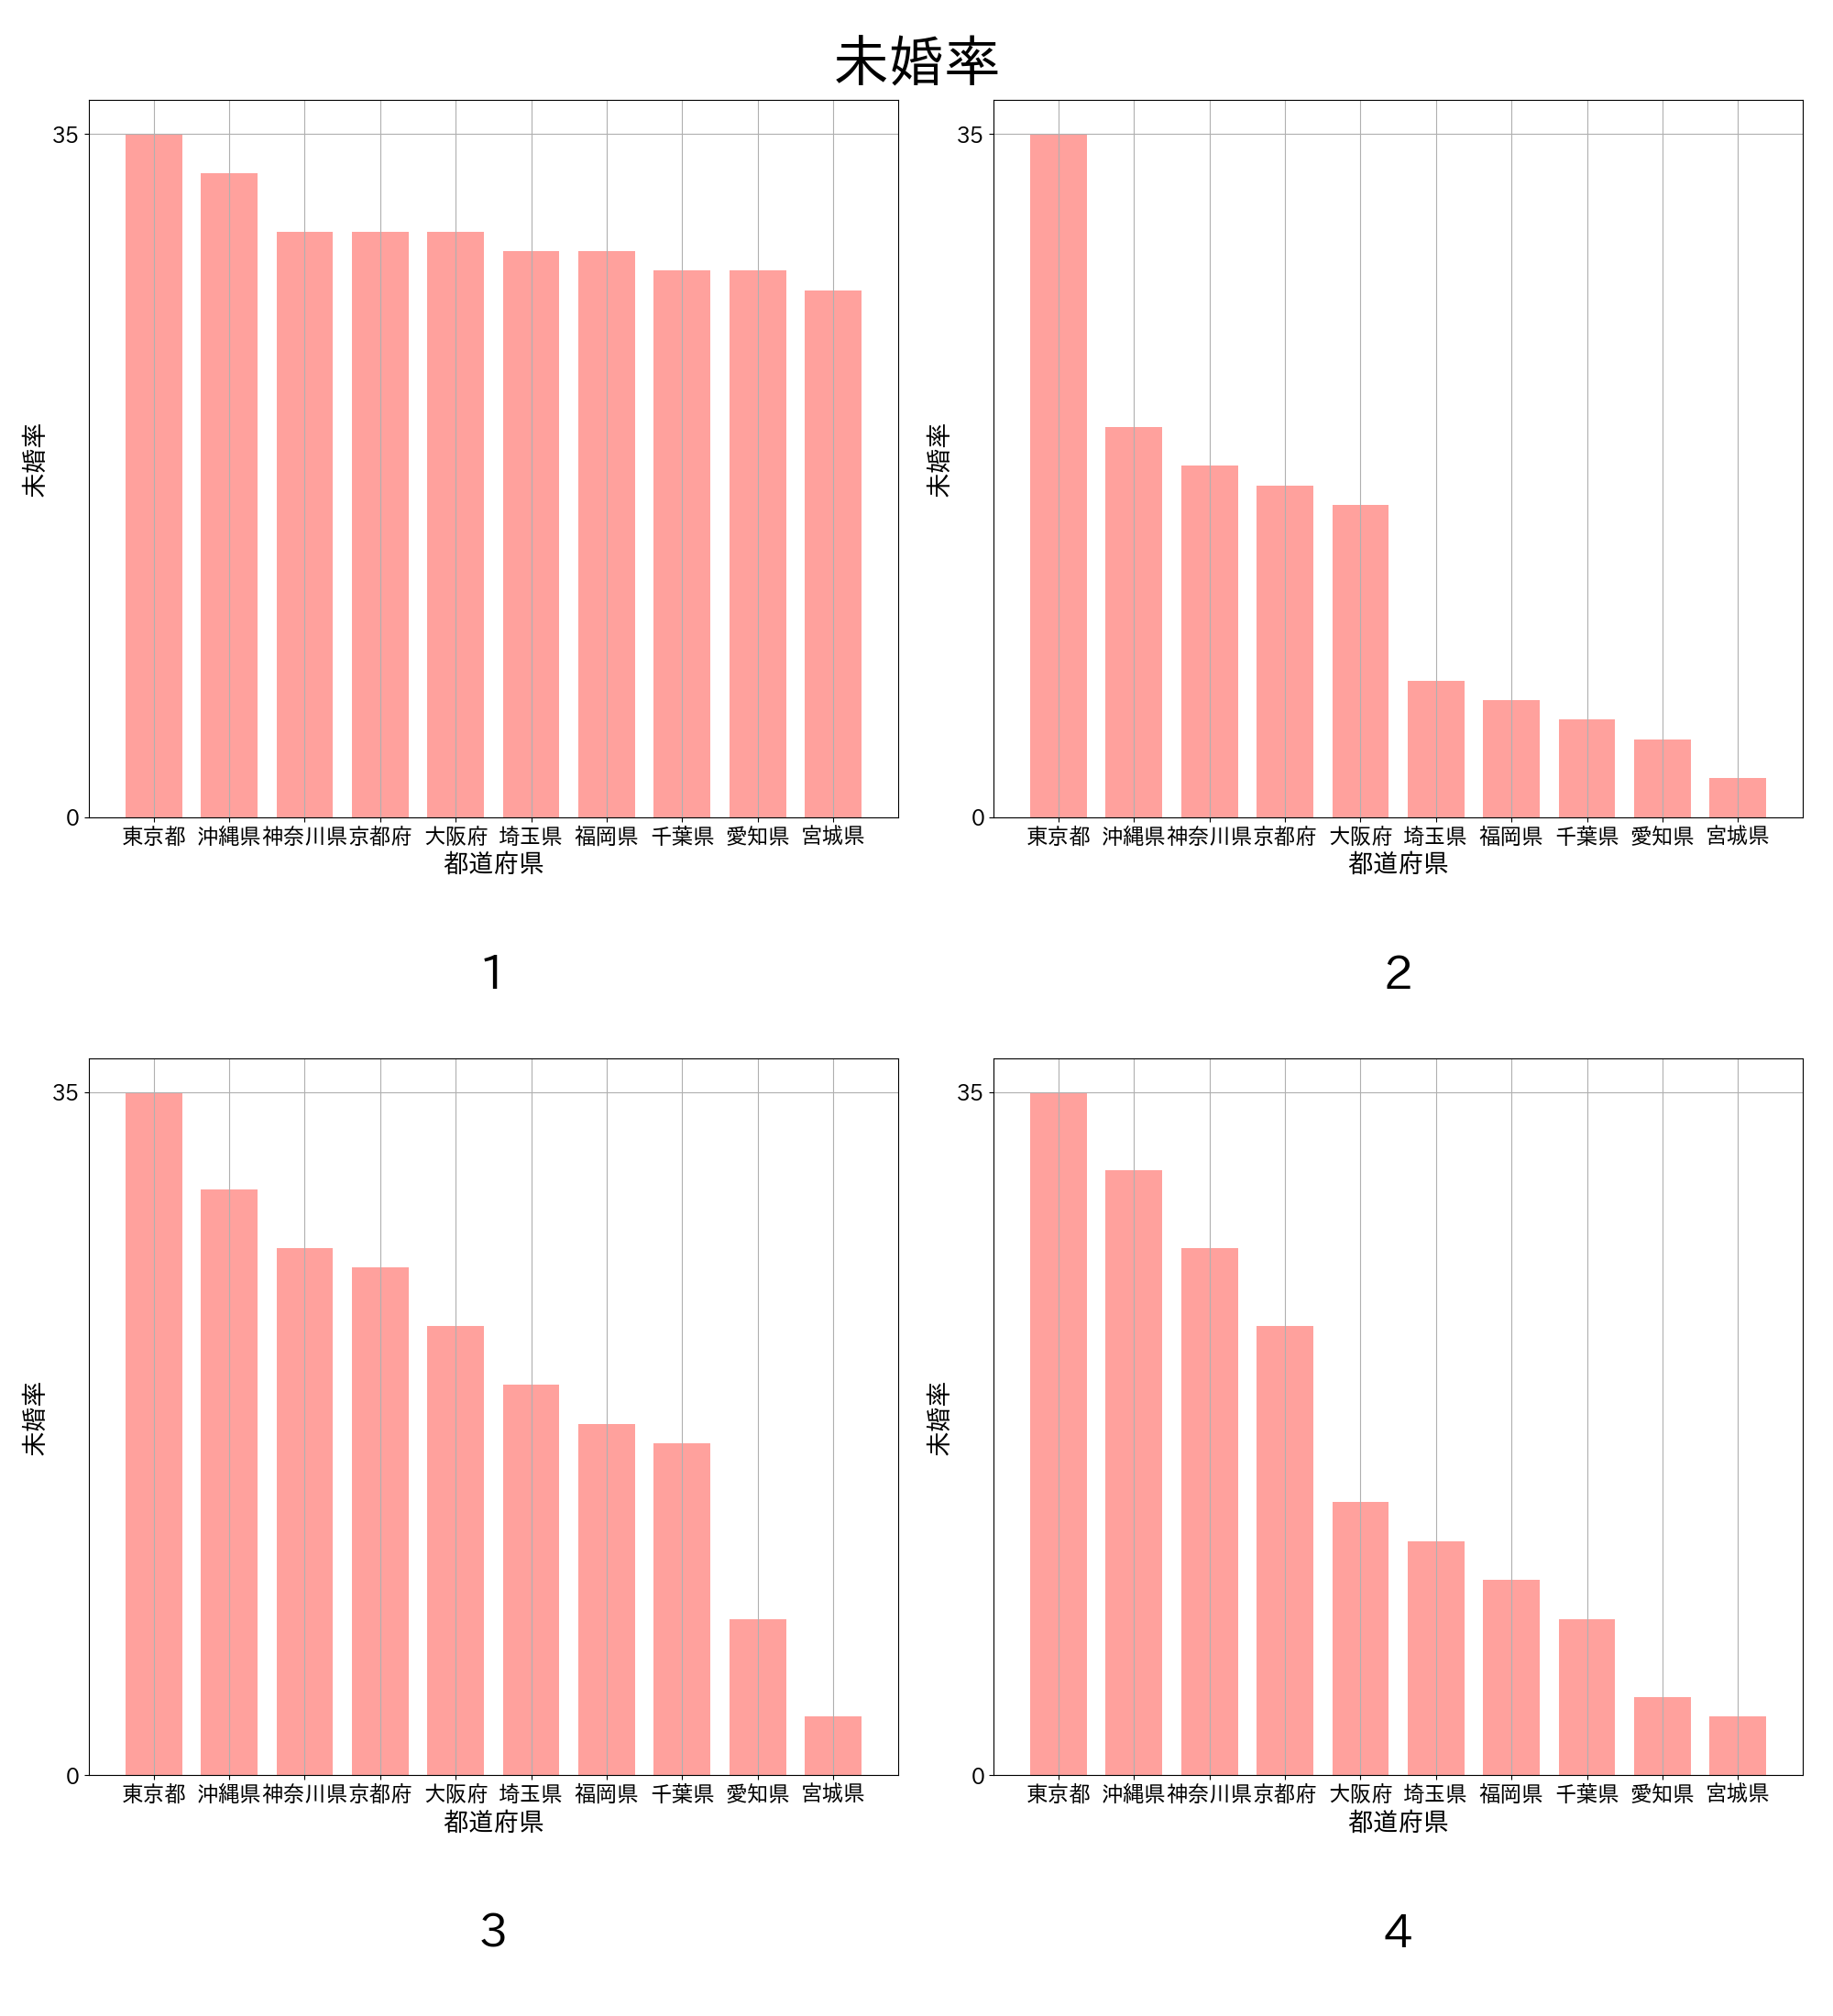 未婚率
35
0
未婚率
東京都 沖縄県 神奈川県 京都府 大阪府 埼玉県 福岡県 千葉県 愛知県 宮城県
都道府県
1
35
0
未婚率
東京都 沖縄県 神奈川県 京都府 大阪府 埼玉県 福岡県 千葉県 愛知県 宮城県
都道府県
2
35
0
未婚率
東京都 沖縄県 神奈川県 京都府 大阪府 埼玉県 福岡県 千葉県 愛知県 宮城県
都道府県
3
35
0
未婚率
東京都 沖縄県 神奈川県 京都府 大阪府 埼玉県 福岡県 千葉県 愛知県 宮城県
都道府県
4